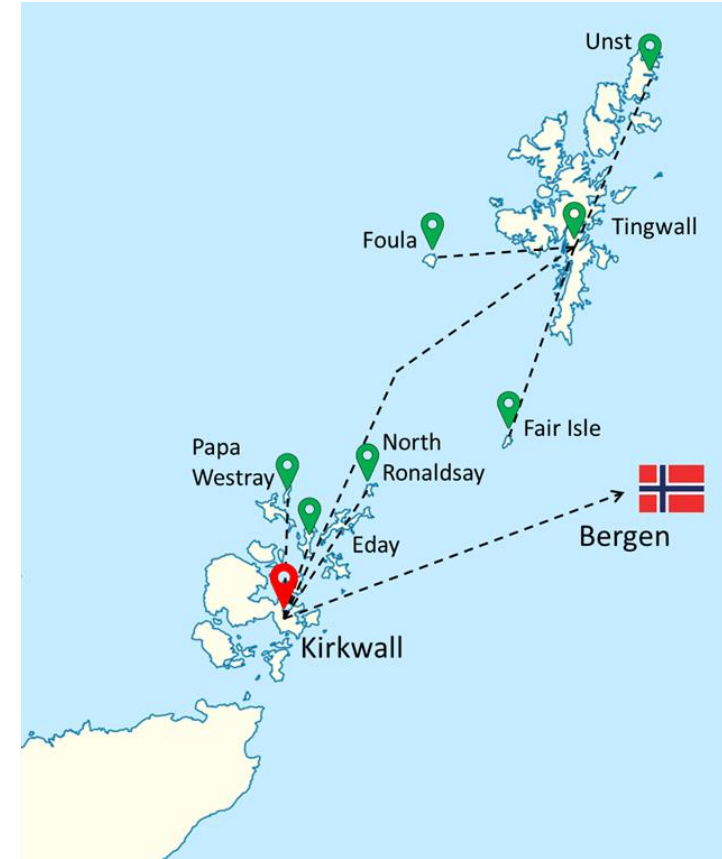 Unst
Tingwall
Foula
Fair Isle
Papa
Westray
North
Ronaldsay
Eday
Bergen
Kirkwall